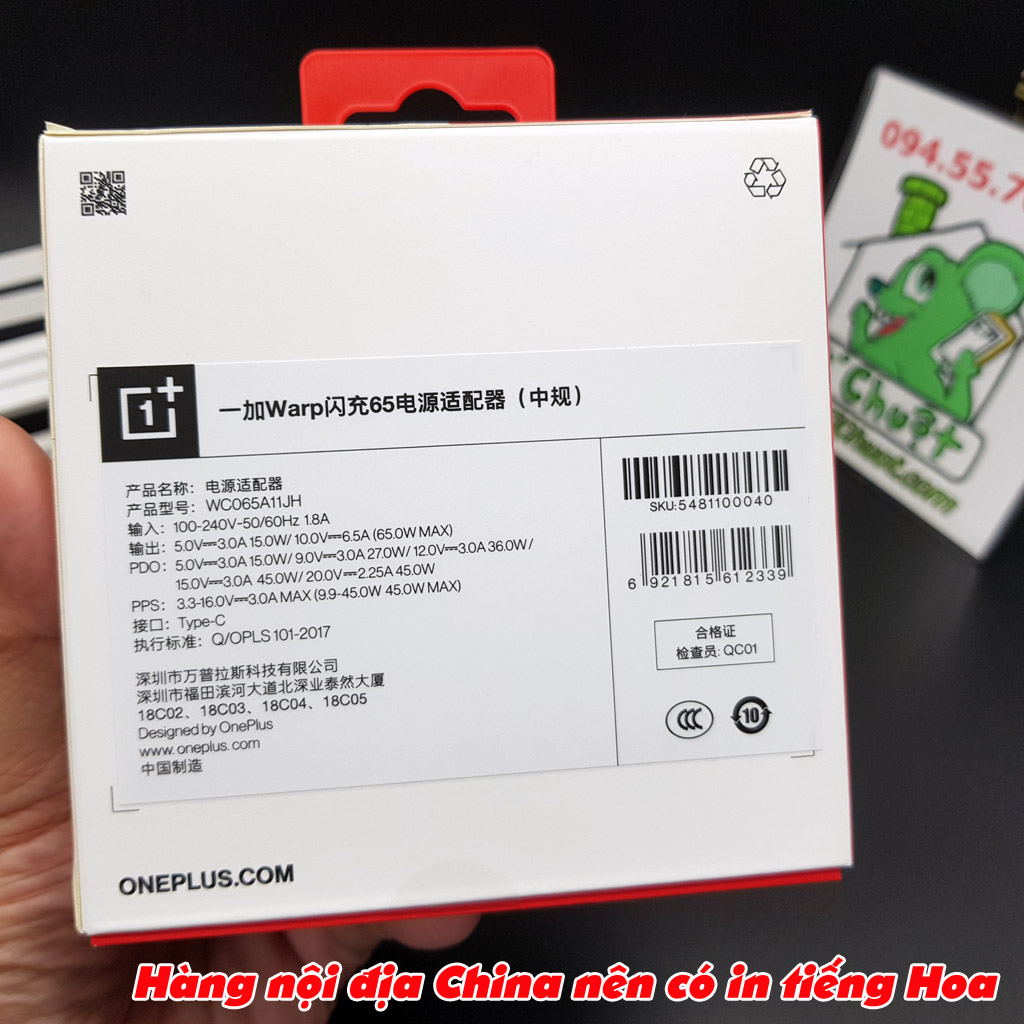 094.55.7
Chuột
一加Warp闪充65电源适配器（中规）
产品名称：电源适配器
产品型号：WC065A11JH
输入：100-240V~50/60Hz 1.8A
输出：5.0V⎓3.0A 15.0W/ 10.0V⎓6.5A (65.0W MAX)
PDO：5.0V⎓3.0A 15.0W/ 9.0V⎓3.0A 27.0W/ 12.0V⎓3.0A 36.0W/
15.0V⎓3.0A 45.0W/ 20.0V⎓2.25A 45.0W
PPS：3.3-16.0V⎓3.0A MAX (9.9-45.0W 45.0W MAX)
接口：Type-C
执行标准：Q/OPLS 101-2017
深圳市万普拉斯科技有限公司
深圳市福田滨河大道北深业泰然大厦
18C02、18C03、18C04、18C05
Designed by OnePlus
www.oneplus.com
中国制造
SKU:5481100040
6 921815 612339
合格证
检查员: QC01
CCC
10
ONEPLUS.COM
Hàng nội địa China nên có in tiếng Hoa